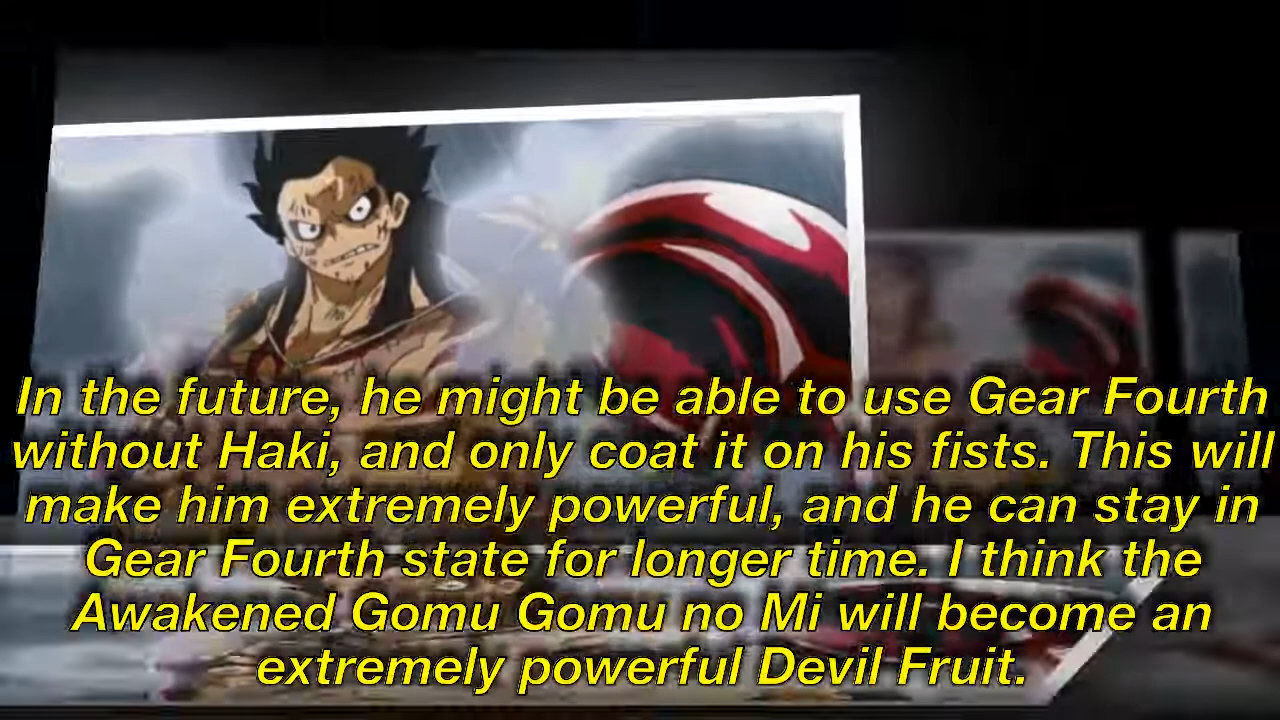 In the future, he might be able to use Gear Fourth
without Haki, and only coat it on his fists. This will
make him extremely powerful, and he can stay in
Gear Fourth state for longer time. I think the
Awakened Gomu Gomu no Mi will become an
extremely powerful Devil Fruit.